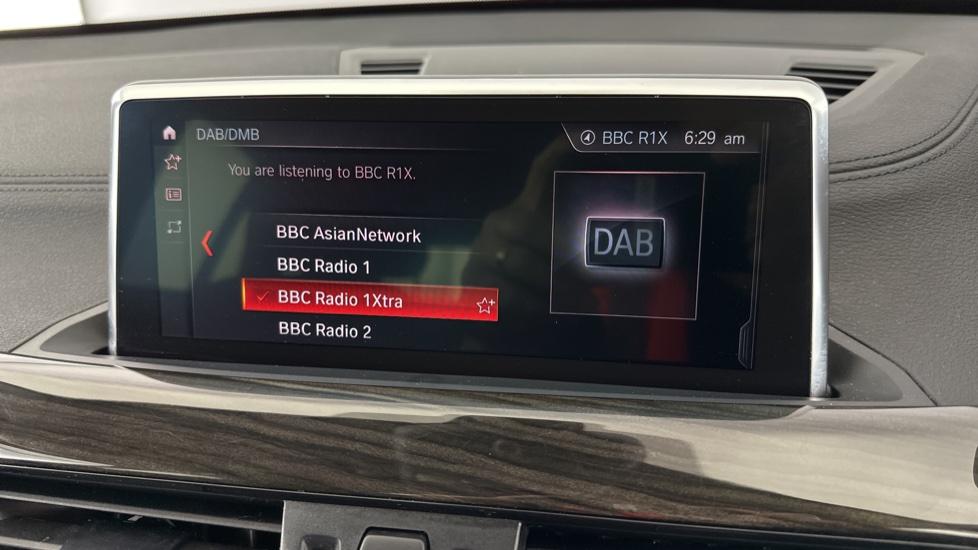 DAB/DMB
BBC R1X 6:29 am
You are listening to BBC R1X.
BBC AsianNetwork
BBC Radio 1
BBC Radio 1Xtra
BBC Radio 2
DAB